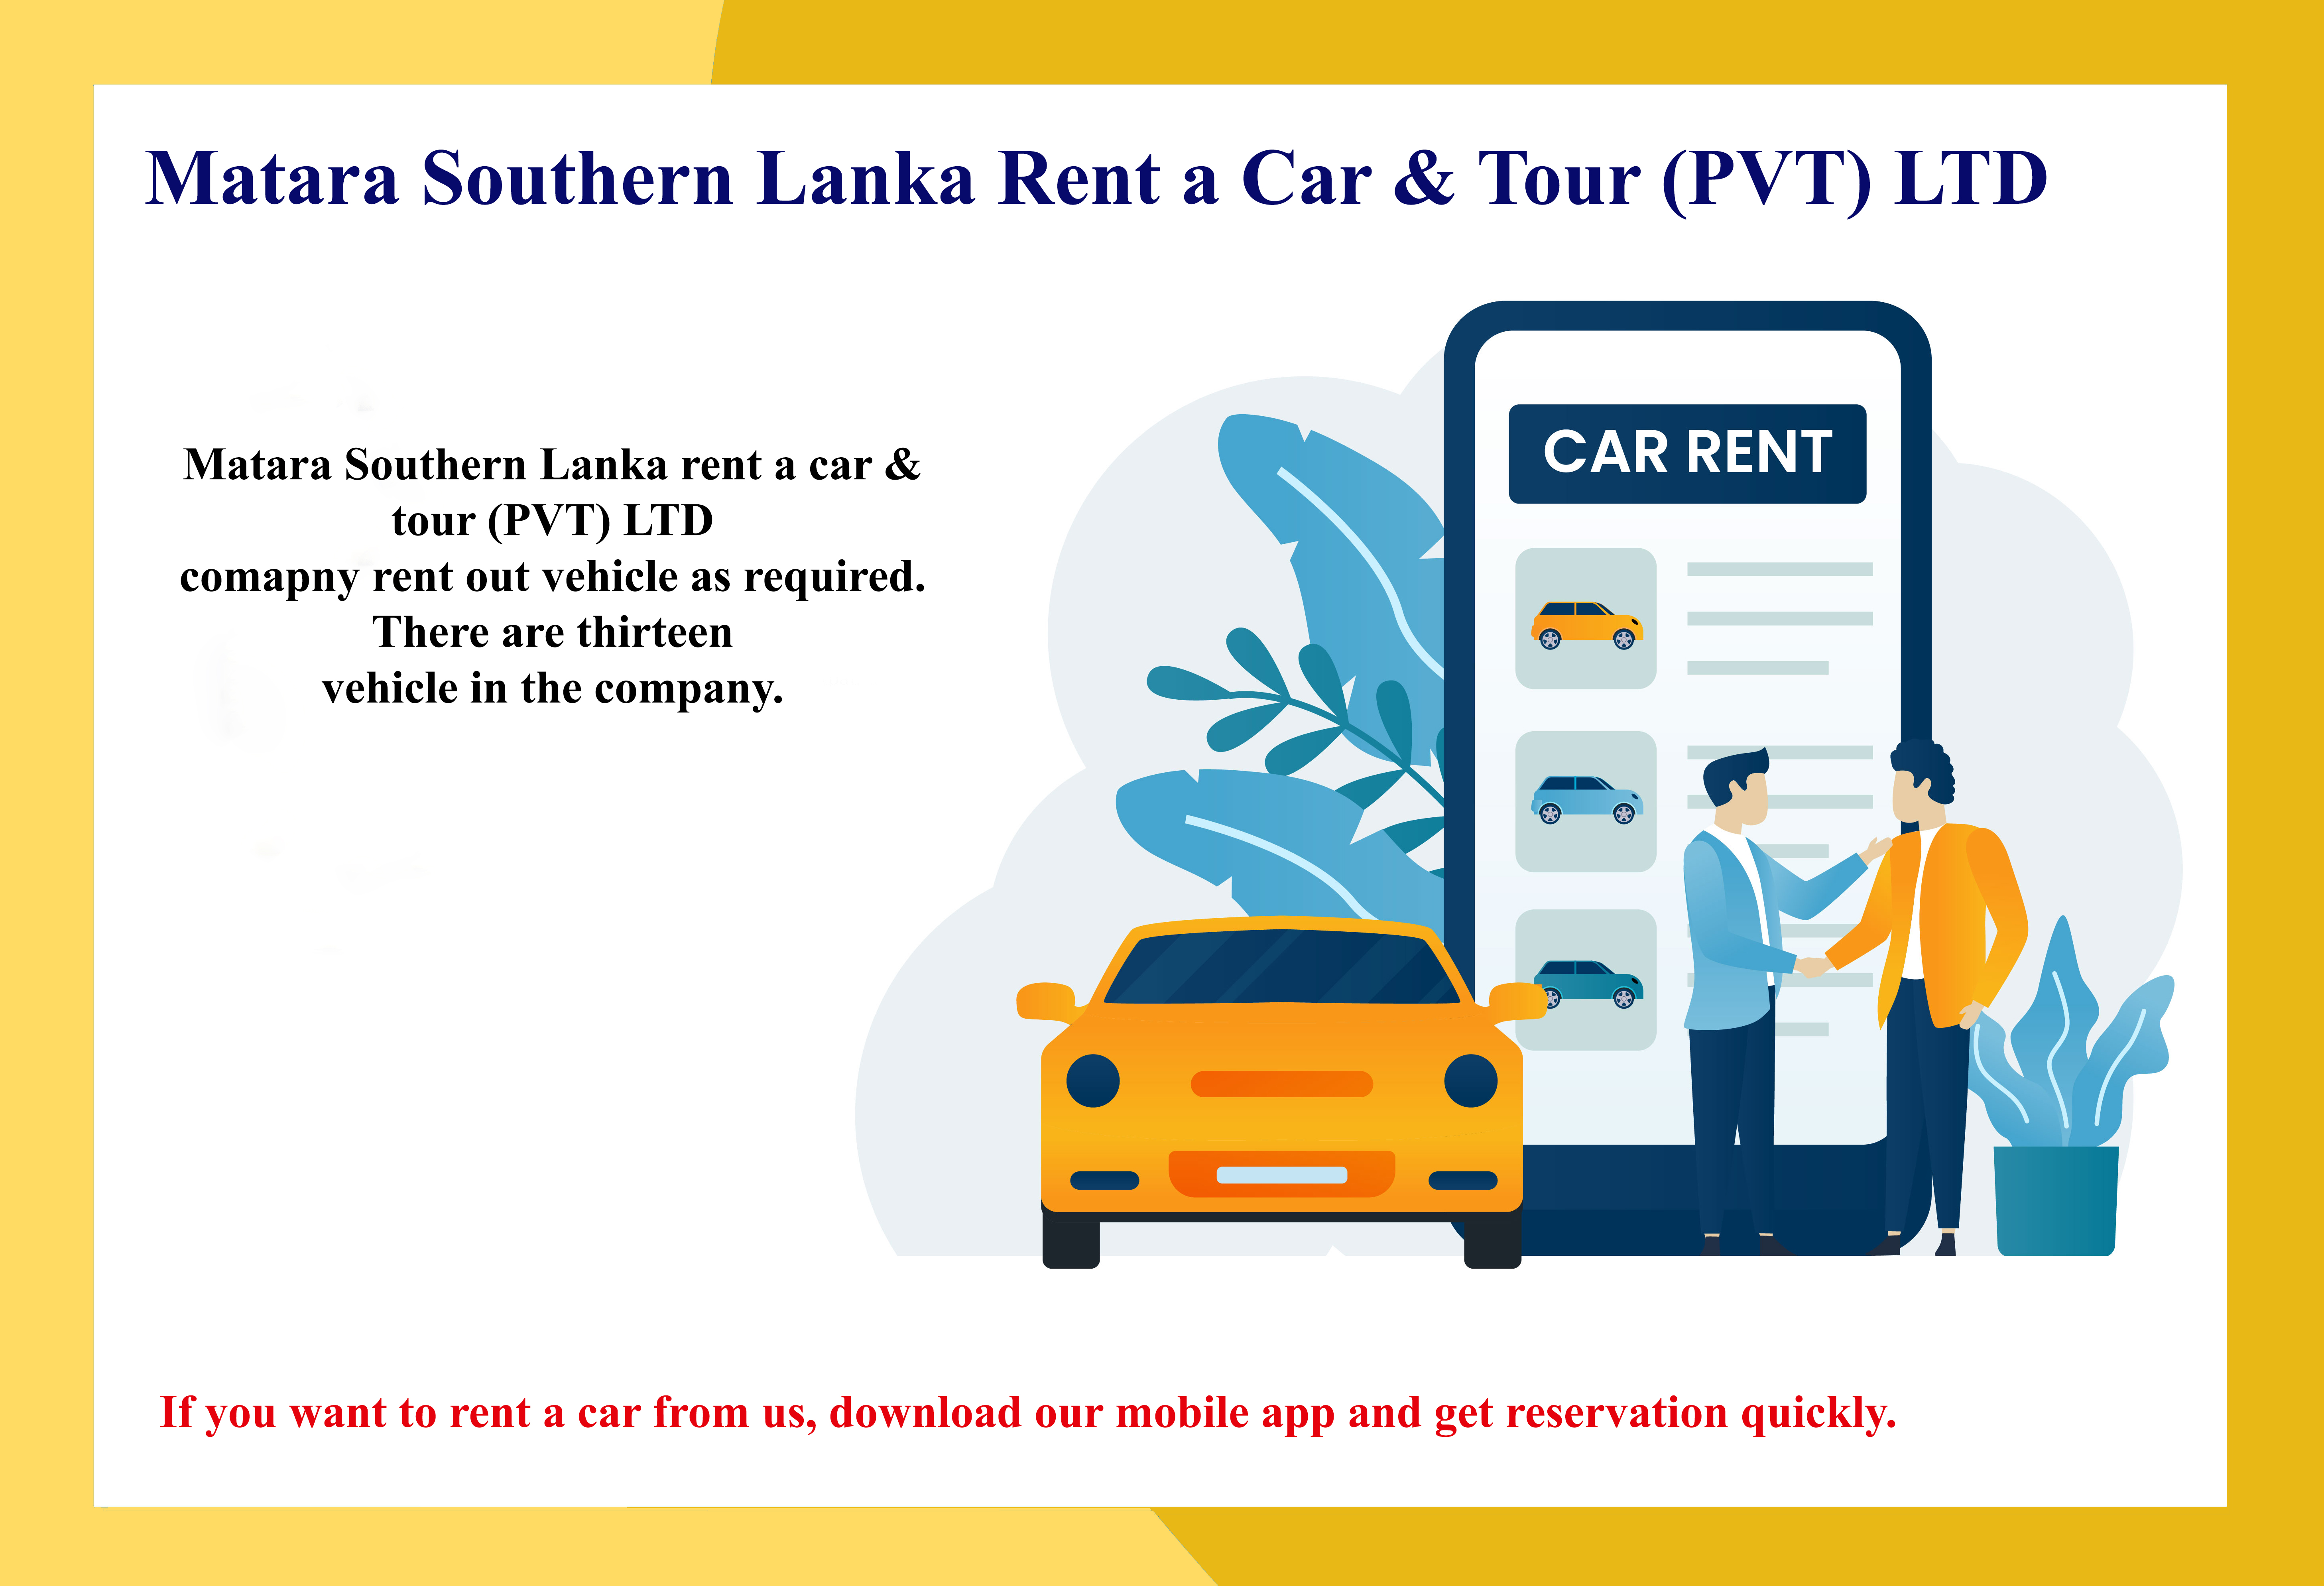 Matara Southern Lanka Rent a Car & Tour (PVT) LTD
Matara Southern Lanka rent a car &
tour (PVT) LTD
comapny rent out vehicle as required.
There are thirteen
vehicle in the company.
CAR RENT
If you want to rent a car from us, download our mobile app and get reservation quickly.